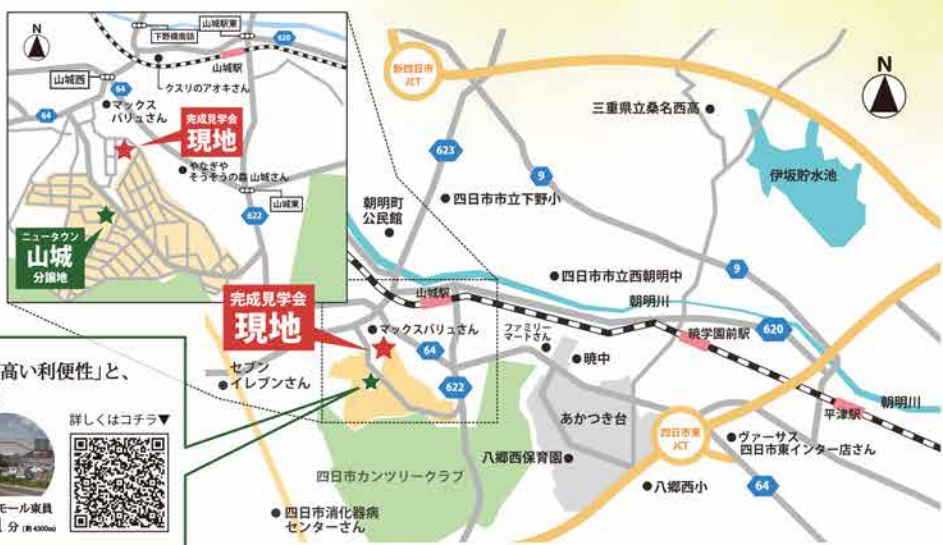 N
下野橋南詰
山城駅東
620
山城駅
山城西
64
クスリのアオキさん
マックス
バリュさん
64
完成見学会
現地
やなぎや
そうそうの森 山城さん
山城東
622
ニュータウン
山城
分譲地
新四日市
JCT
N
三重県立桑名西高
623
9
伊坂貯水池
朝明町
公民館
四日市市立下野小
9
四日市市立西朝明中
朝明川
山城駅
完成見学会
現地
マックスバリュさん
64
ファミリー
マートさん
暁中
暁学園前駅
620
セブン
イレブンさん
622
あかつき台
平津駅
朝明川
四日市東
JCT
ヴァーサス
四日市東インター店さん
八郷西保育園
四日市カンツリークラブ
八郷西小
64
四日市消化器病
センターさん
高い利便性」と、
詳しくはコチラ▼
モール東員
分(約4300m)